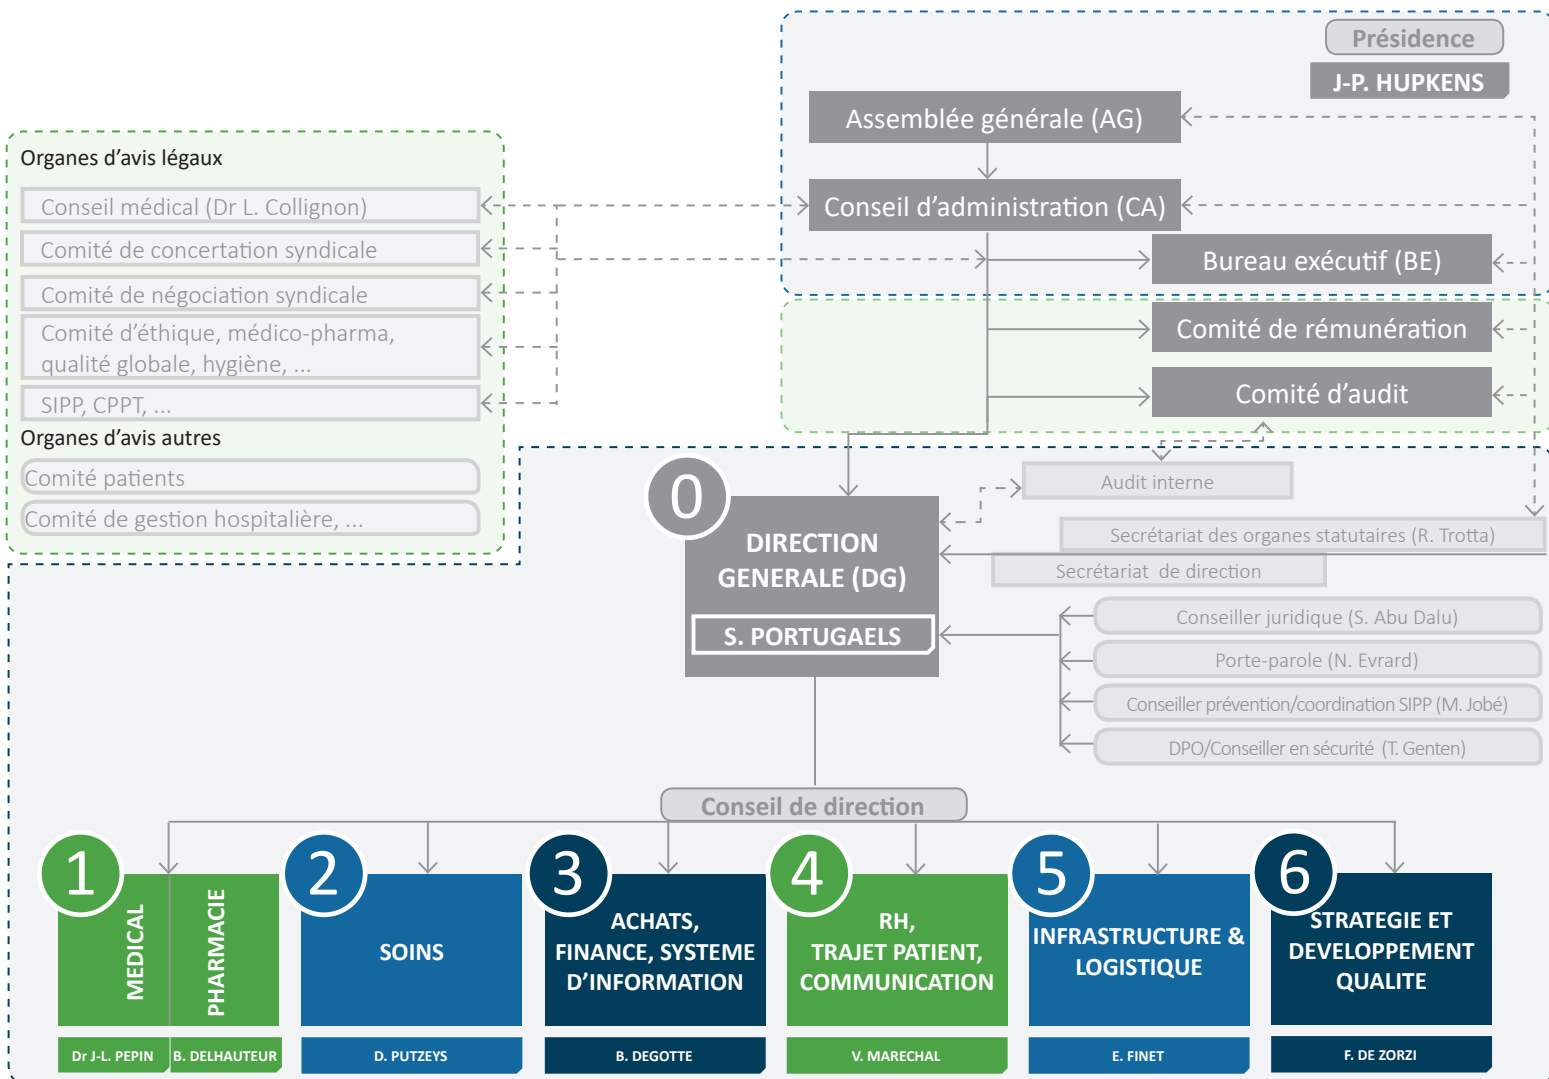 Présidence
J-P. HUPKENS
Assemblée générale (AG)
Conseil d'administration (CA)
Bureau exécutif (BE)
Comité de rémunération
Comité d'audit
Organes d'avis légaux
Conseil médical (Dr L. Collignon)
Comité de concertation syndicale
Comité de négociation syndicale
Comité d'éthique, médico-pharma,
qualité globale, hygiène, ...
SIPP, CPPT, ...
Organes d'avis autres
Comité patients
Comité de gestion hospitalière, ...
0
DIRECTION
GENERALE (DG)
S. PORTUGAELS
Audit interne
Secrétariat des organes statutaires (R. Trotta)
Secrétariat de direction
Conseiller juridique (S. Abu Dalu)
Porte-parole (N. Evrard)
Conseiller prévention/coordination SIPP (M. Jobé)
DPO/Conseiller en sécurité (T. Genten)
Conseil de direction
1
MEDICAL
PHARMACIE
Dr J-L. PEPIN
B. DELHAUTEUR
2
SOINS
D. PUTZEYS
3
ACHATS,
FINANCE, SYSTEME
D'INFORMATION
B. DEGOTTE
4
RH,
TRAJET PATIENT,
COMMUNICATION
V. MARECHAL
5
INFRASTRUCTURE &
LOGISTIQUE
E. FINET
6
STRATEGIE ET
DEVELOPPEMENT
QUALITE
F. DE ZORZI